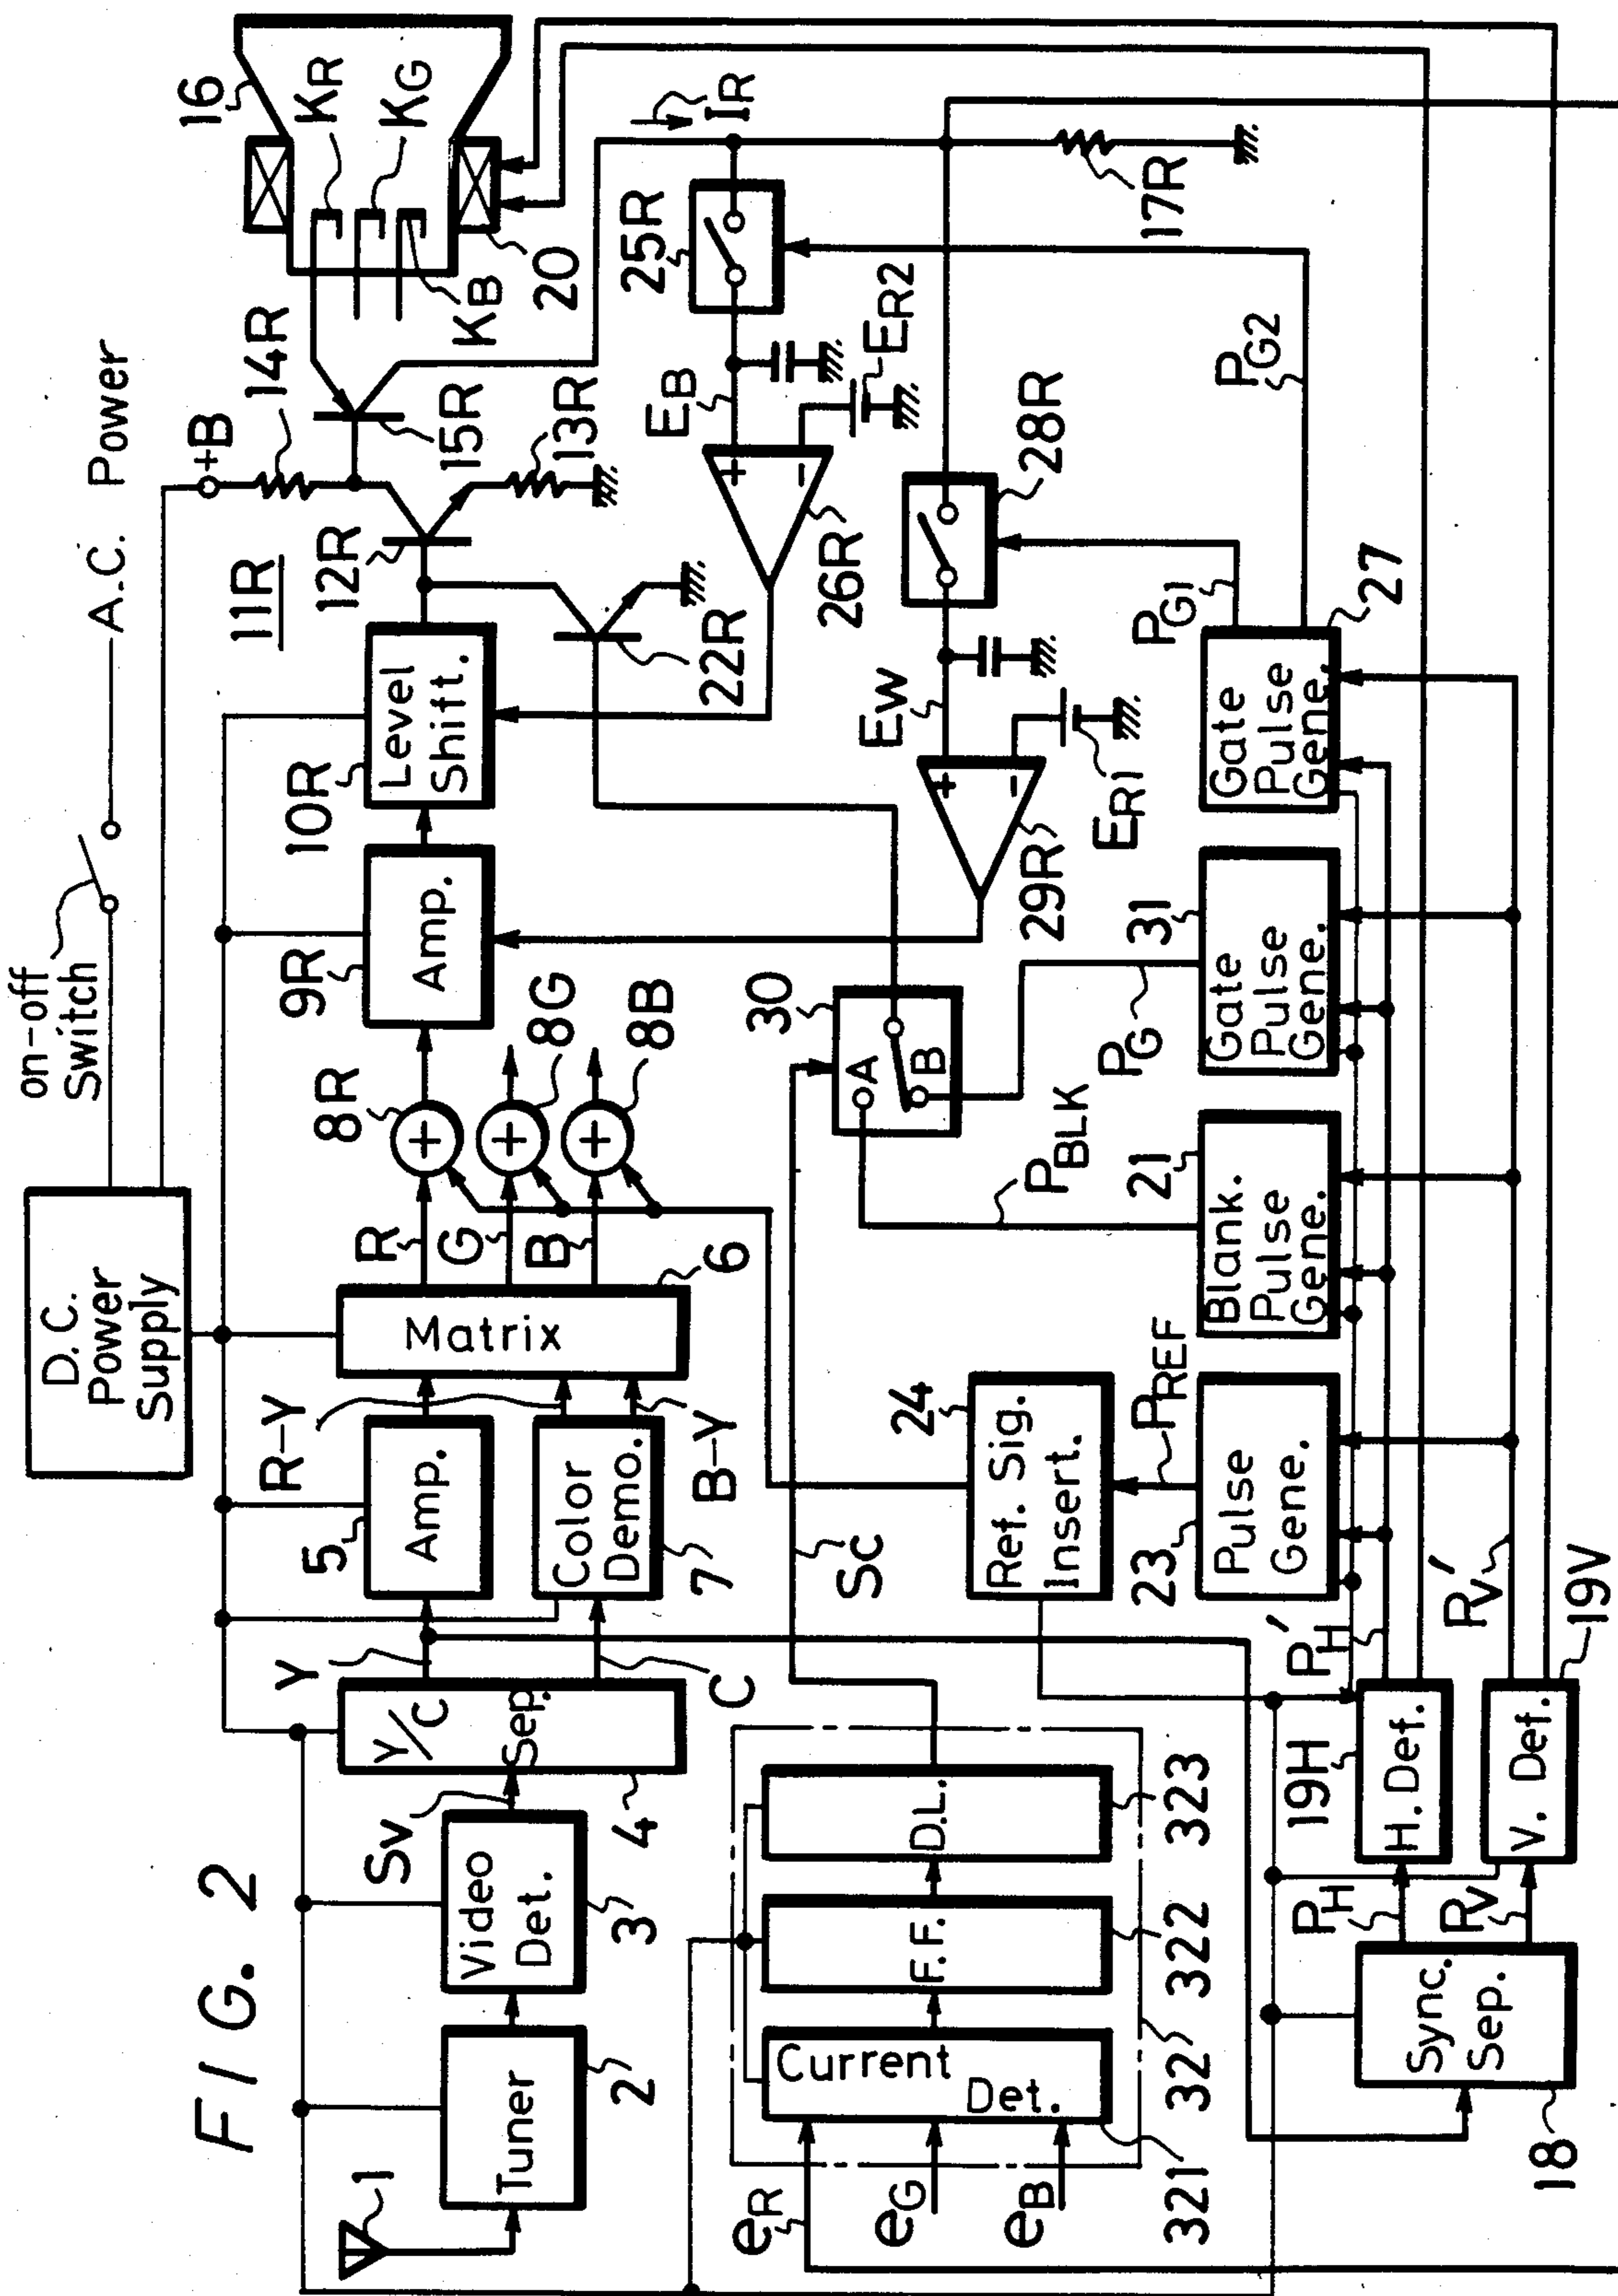 FIG. 2
on-off
Switch
A.C. Power
D.C.
Power
Supply
+B
1
Tuner
2
Video
Det.
3
Sv
Y/C
Sep.
4
Y
C
Amp.
5
Color
Demo.
7
R-Y
B-Y
Matrix
6
R
G
B
8R
8G
8B
Amp.
9R
Level
Shift.
10R
11R
12R
13R
14R
15R
16
KR
KG
KB
20
22R
IR
17R
25R
EB
ER2
26R
28R
EW
ER1
29R
30
A
B
Sc
PBLK
PG
PG1
PG2
Current
Det.
321
F.F.
322
D.L.
323
32
eR
eG
eB
Ref. Sig.
Insert.
24
PREF
Pulse
Gene.
23
Blank.
Pulse
Gene.
21
Gate
Pulse
Gene.
31
Gate
Pulse
Gene.
27
Sync.
Sep.
18
PH
Rv
H. Def.
19H
V. Def.
19V
PH'
Rv'